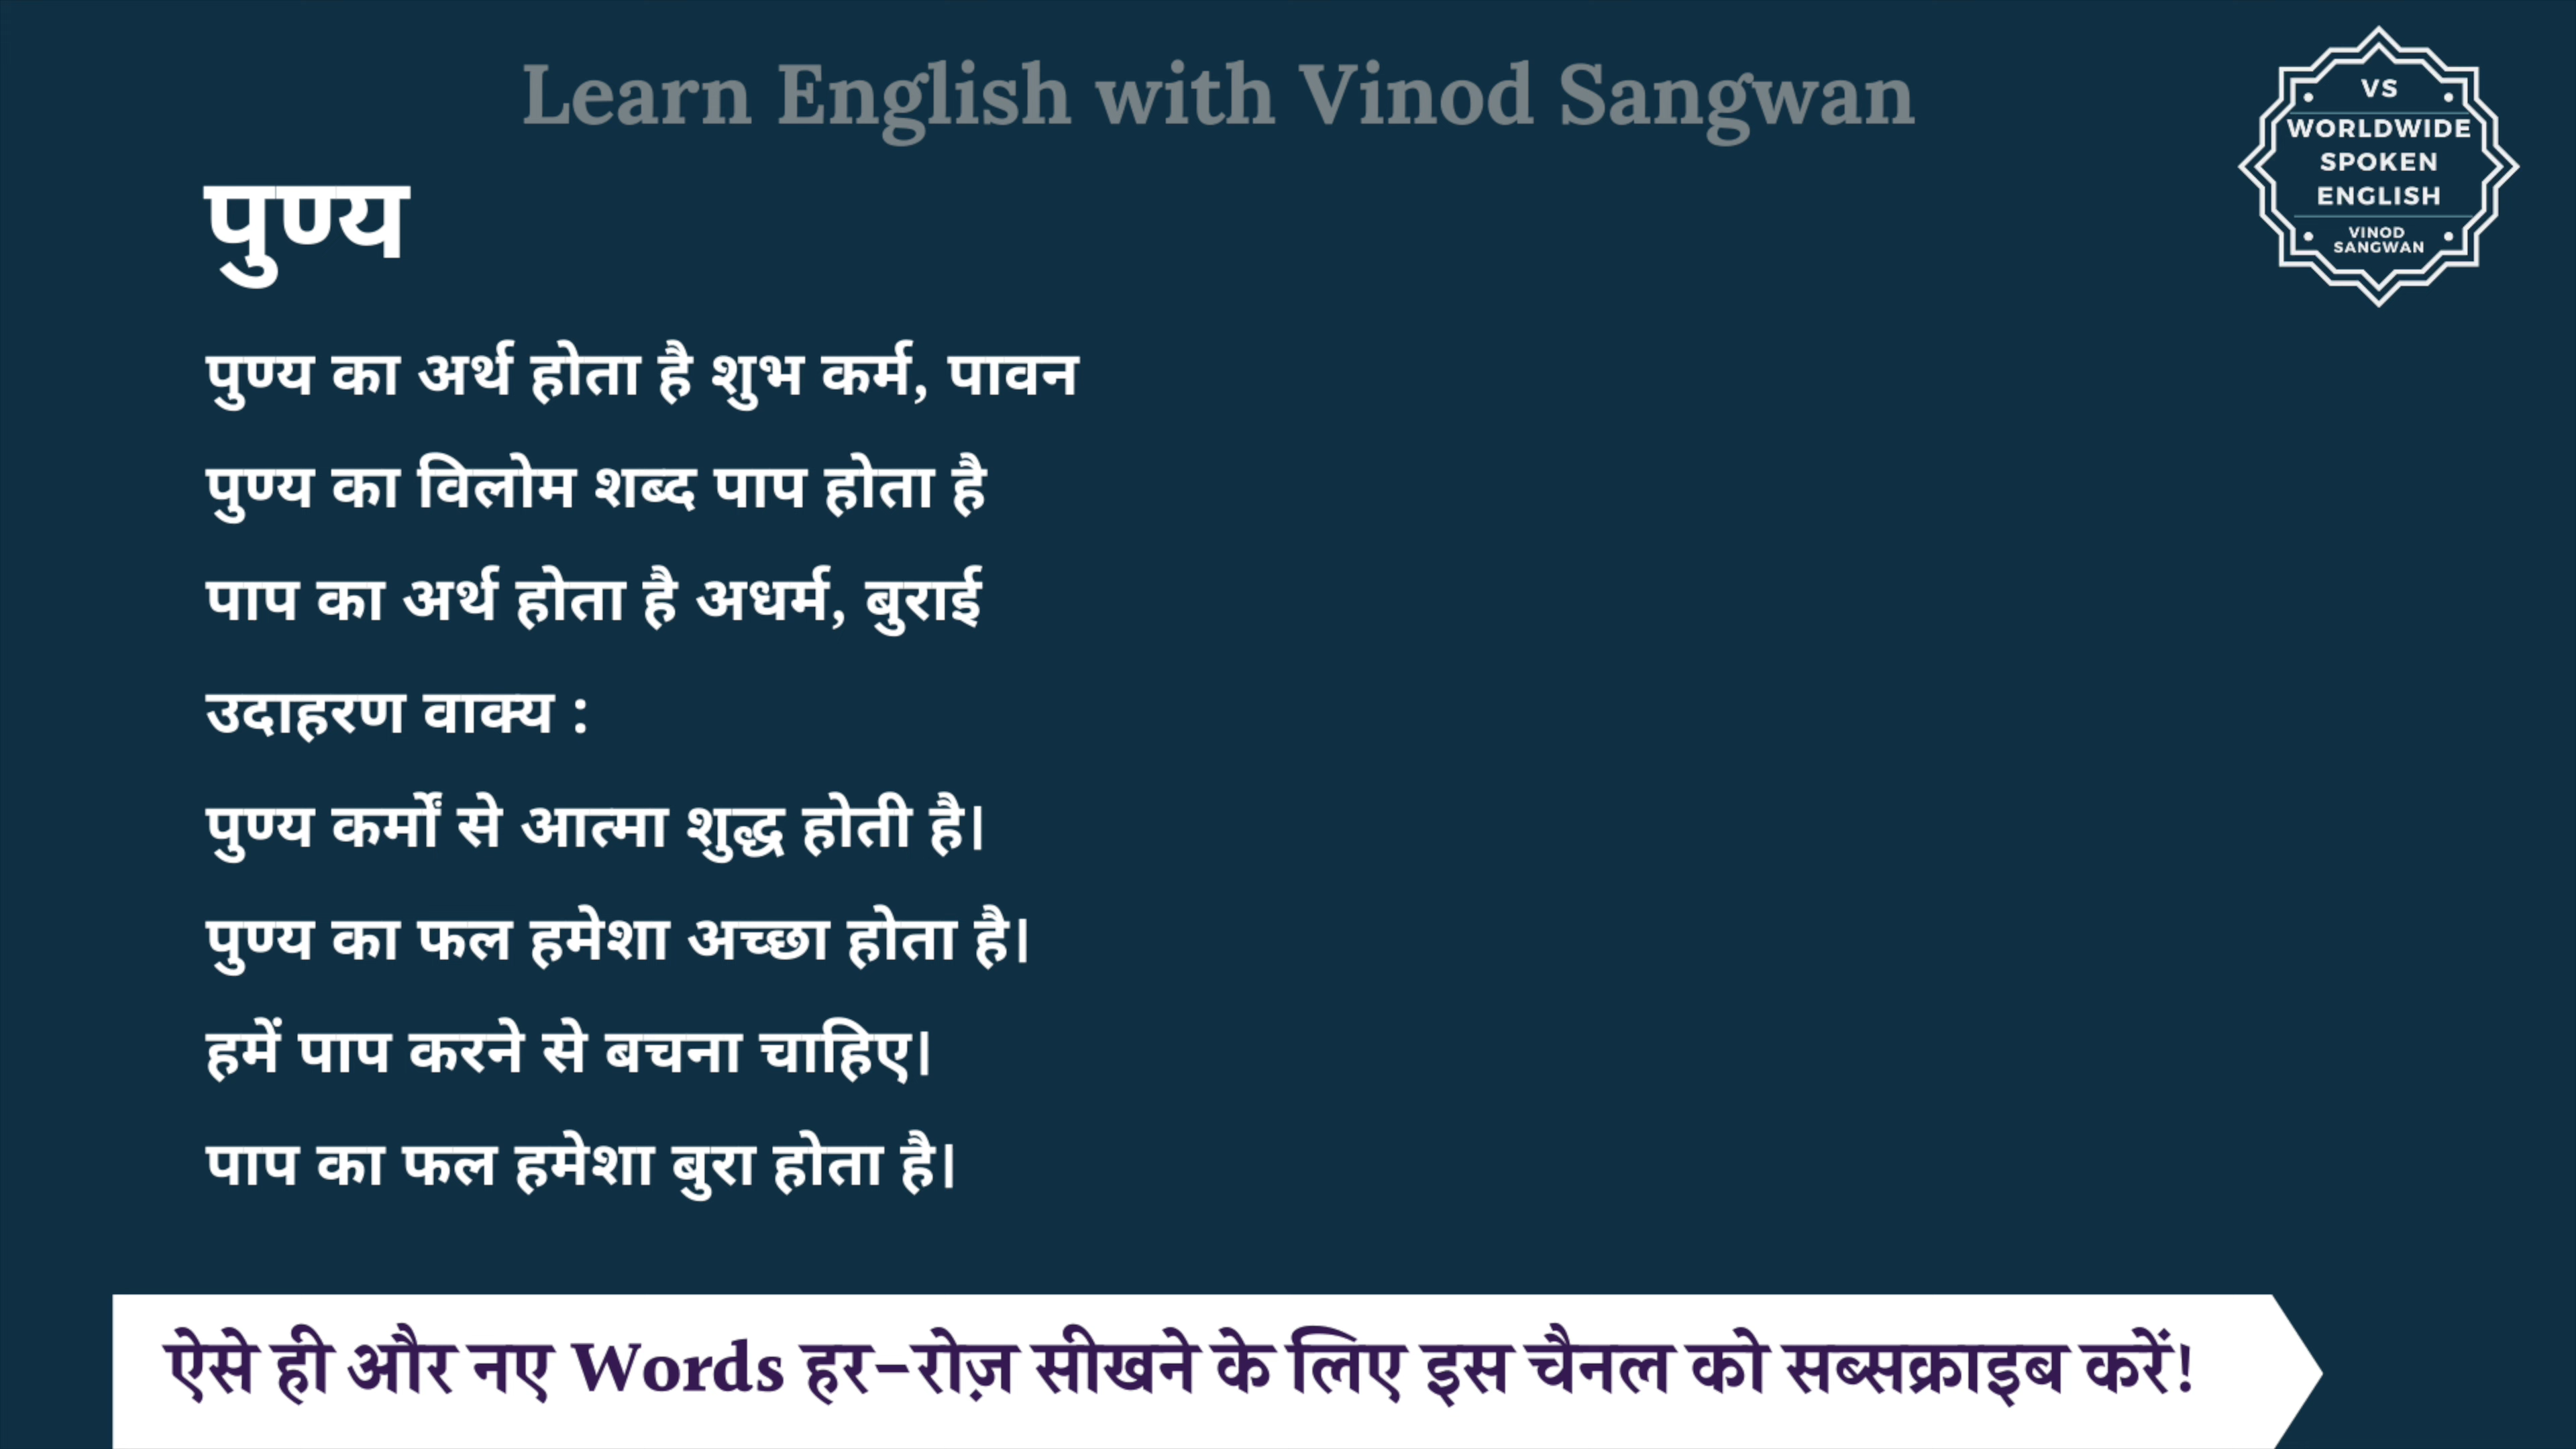 Learn English with Vinod Sangwan
VS
WORLDWIDE
SPOKEN
ENGLISH
VINOD
SANGWAN
पुण्य
पुण्य का अर्थ होता है शुभ कर्म, पावन
पुण्य का विलोम शब्द पाप होता है
पाप का अर्थ होता है अधर्म, बुराई
उदाहरण वाक्य :
पुण्य कर्मों से आत्मा शुद्ध होती है।
पुण्य का फल हमेशा अच्छा होता है।
हमें पाप करने से बचना चाहिए।
पाप का फल हमेशा बुरा होता है।
ऐसे ही और नए Words हर-रोज़ सीखने के लिए इस चैनल को सब्सक्राइब करें!